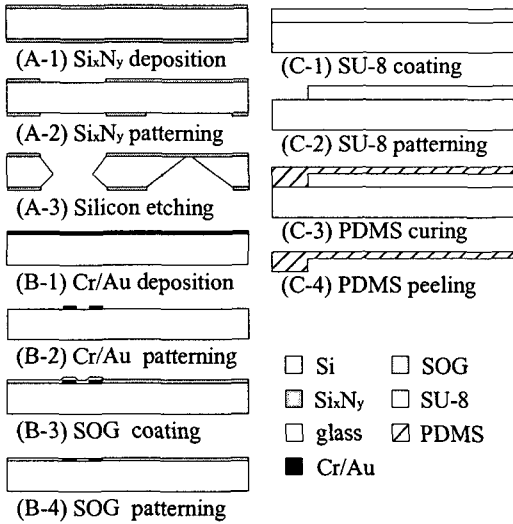 (A-1) SixNy deposition
(A-2) SixNy patterning
(A-3) Silicon etching
(B-1) Cr/Au deposition
(B-2) Cr/Au patterning
(B-3) SOG coating
(B-4) SOG patterning
(C-1) SU-8 coating
(C-2) SU-8 patterning
(C-3) PDMS curing
(C-4) PDMS peeling
Si
SOG
SixNy
SU-8
glass
PDMS
Cr/Au